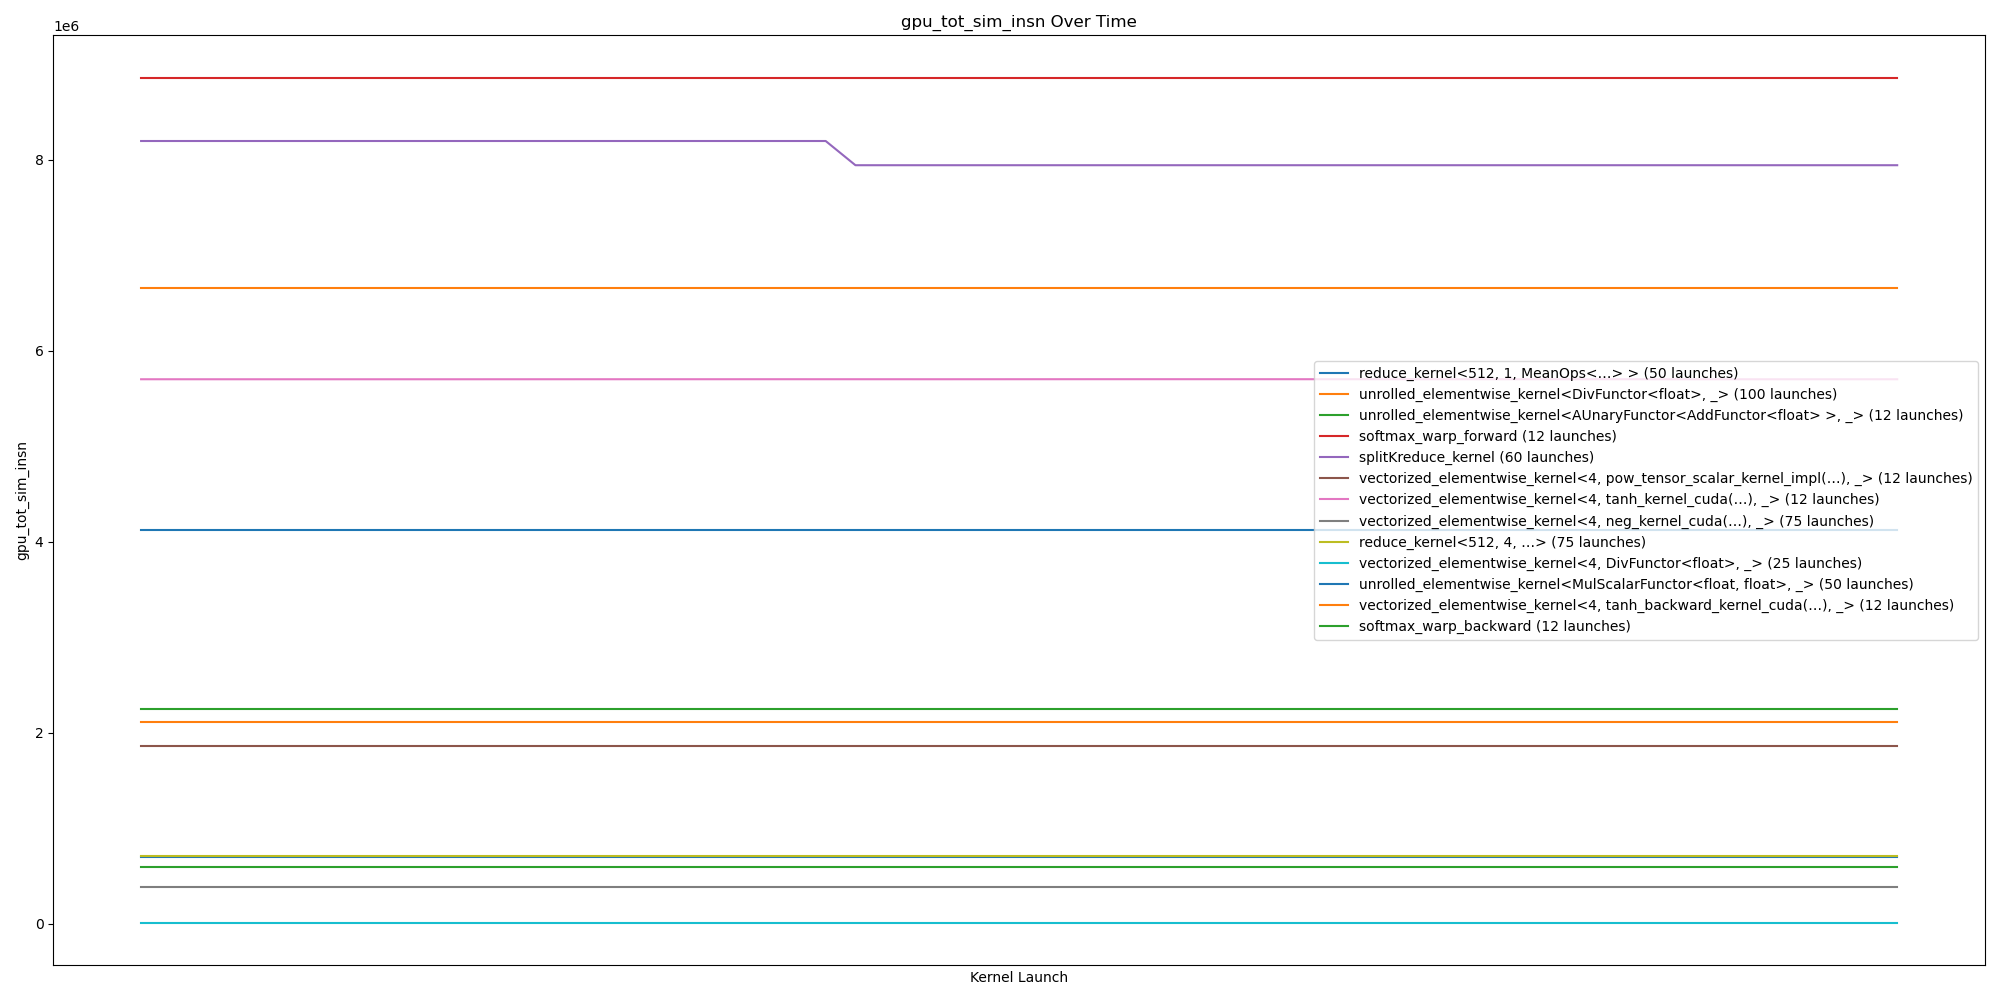 gpu_tot_sim_insn Over Time
1e6
8
6
4
2
0
gpu_tot_sim_insn
Kernel Launch
reduce_kernel<512, 1, MeanOps<...> > (50 launches)
unrolled_elementwise_kernel<DivFunctor<float>, _> (100 launches)
unrolled_elementwise_kernel<AUnaryFunctor<AddFunctor<float> >, _> (12 launches)
softmax_warp_forward (12 launches)
splitKreduce_kernel (60 launches)
vectorized_elementwise_kernel<4, pow_tensor_scalar_kernel_impl(...), _> (12 launches)
vectorized_elementwise_kernel<4, tanh_kernel_cuda(...), _> (12 launches)
vectorized_elementwise_kernel<4, neg_kernel_cuda(...), _> (75 launches)
reduce_kernel<512, 4, ...> (75 launches)
vectorized_elementwise_kernel<4, DivFunctor<float>, _> (25 launches)
unrolled_elementwise_kernel<MulScalarFunctor<float, float>, _> (50 launches)
vectorized_elementwise_kernel<4, tanh_backward_kernel_cuda(...), _> (12 launches)
softmax_warp_backward (12 launches)